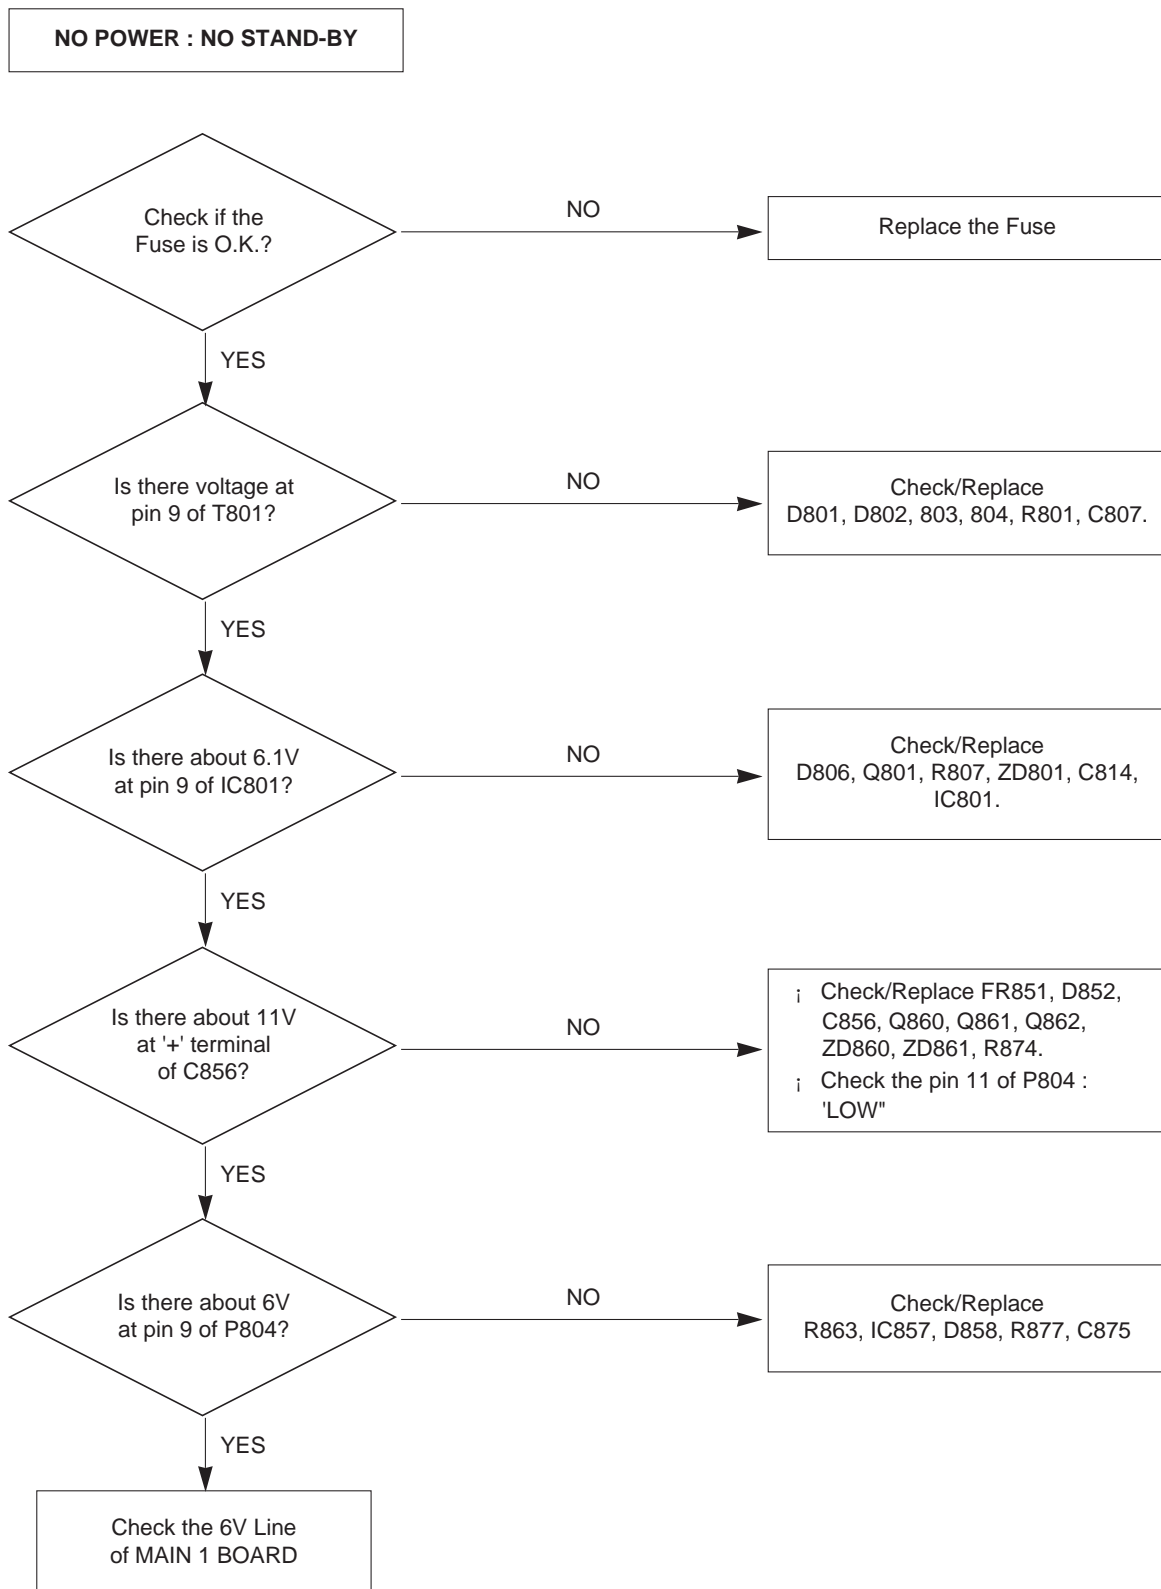 NO POWER : NO STAND-BY
Check if the
Fuse is O.K.?
NO
Replace the Fuse
YES
Is there voltage at
pin 9 of T801?
NO
Check/Replace
D801, D802, 803, 804, R801, C807.
YES
Is there about 6.1V
at pin 9 of IC801?
NO
Check/Replace
D806, Q801, R807, ZD801, C814,
IC801.
YES
Is there about 11V
at '+' terminal
of C856?
NO
¡ Check/Replace FR851, D852,
C856, Q860, Q861, Q862,
ZD860, ZD861, R874.
¡ Check the pin 11 of P804 :
'LOW"
YES
Is there about 6V
at pin 9 of P804?
NO
Check/Replace
R863, IC857, D858, R877, C875
YES
Check the 6V Line
of MAIN 1 BOARD